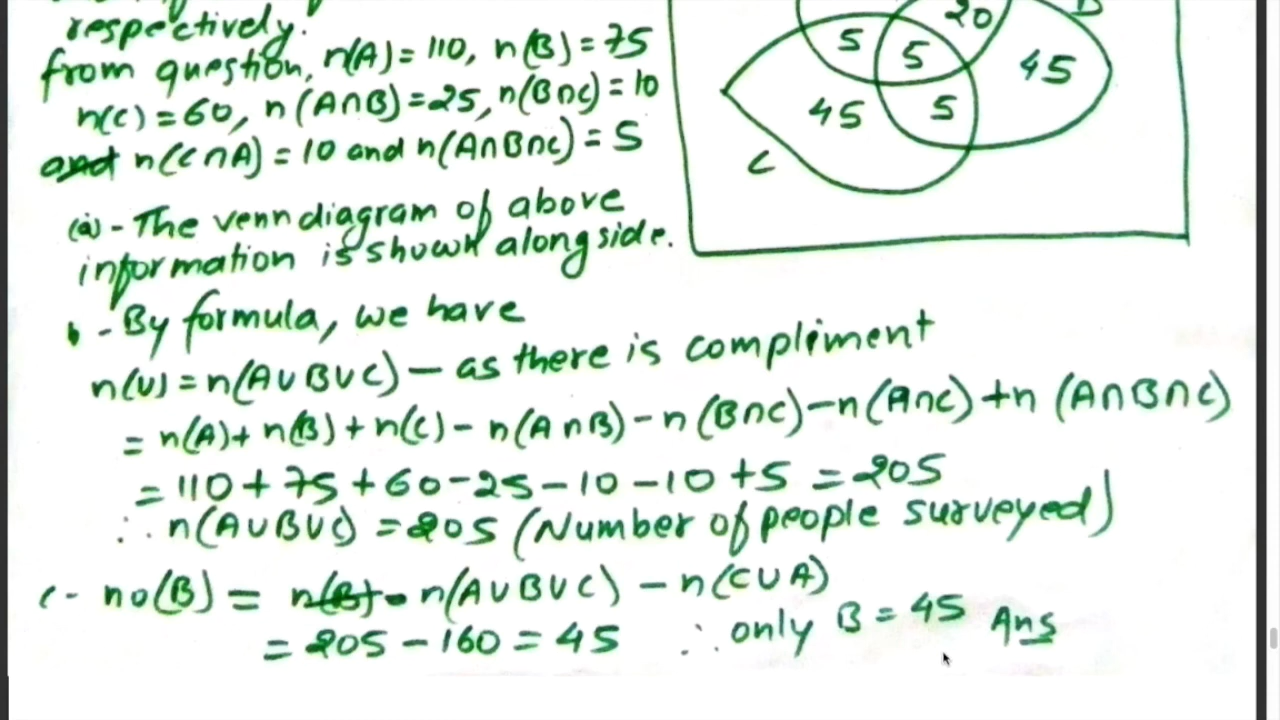 respectively.
from question, n(A) = 110, n(B) = 75
n(C) = 60, n(A∩B) = 25, n(B∩C) = 10
and n(C∩A) = 10 and n(A∩B∩C) = 5
(a) - The venn diagram of above
information is shown alongside.
b - By formula, we have
n(U) = n(A∪B∪C) — as there is compliment
= n(A) + n(B) + n(C) - n(A∩B) - n(B∩C) - n(A∩C) + n(A∩B∩C)
= 110 + 75 + 60 - 25 - 10 - 10 + 5 = 205
∴ n(A∪B∪C) = 205 (Number of people surveyed)
c - no(B) = n(B) - n(A∪B∪C) - n(C∪A)
= 205 - 160 = 45 ∴ only B = 45 Ans
20 B
5 5 45
45 5
C